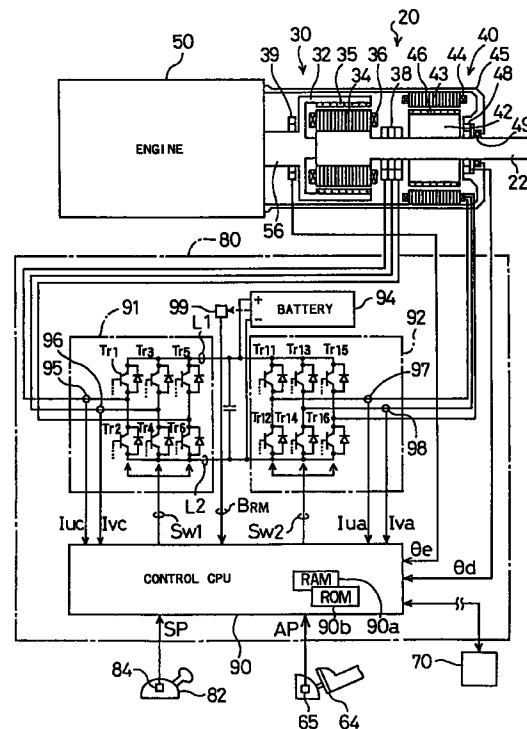 20
50
30
40
39
32
35
34
36
38
46
43
44
45
48
42
49
ENGINE
56
22
80
91
99
BATTERY
94
92
96
95
L1
+
−
Tr1
Tr3
Tr5
Tr11
Tr13
Tr15
97
98
Tr2
Tr4
Tr6
Tr12
Tr14
Tr16
L2
Iuc
Ivc
Sw1
BRM
Sw2
Iua
Iva
θe
θd
CONTROL CPU
RAM
ROM
SP
90
AP
90b
90a
70
84
82
65
64